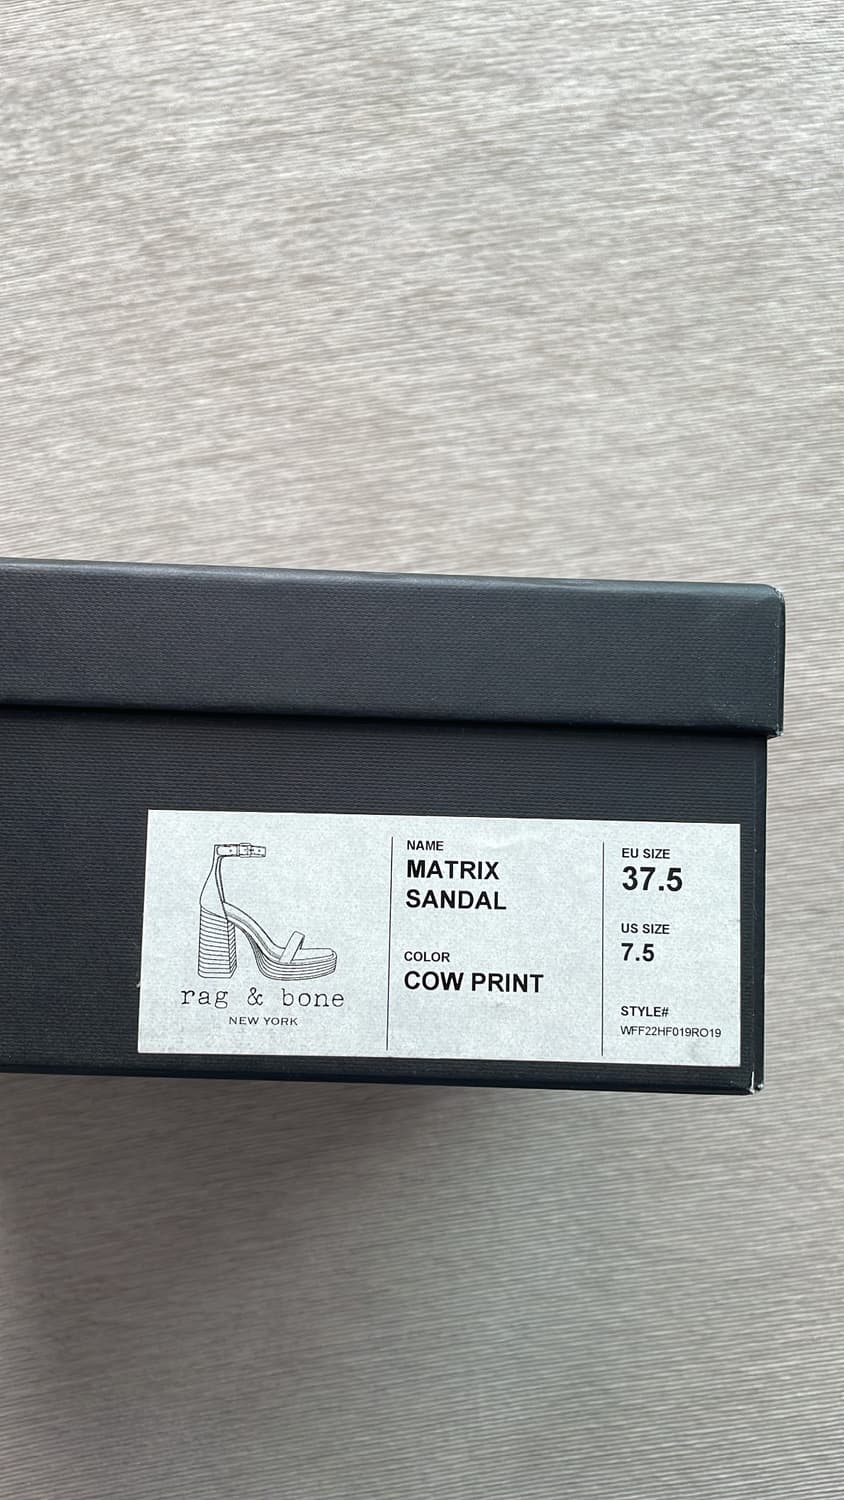 rag & bone
NEW YORK
NAME
MATRIX
SANDAL
COLOR
COW PRINT
EU SIZE
37.5
US SIZE
7.5
STYLE#
WFF22HF019RO19